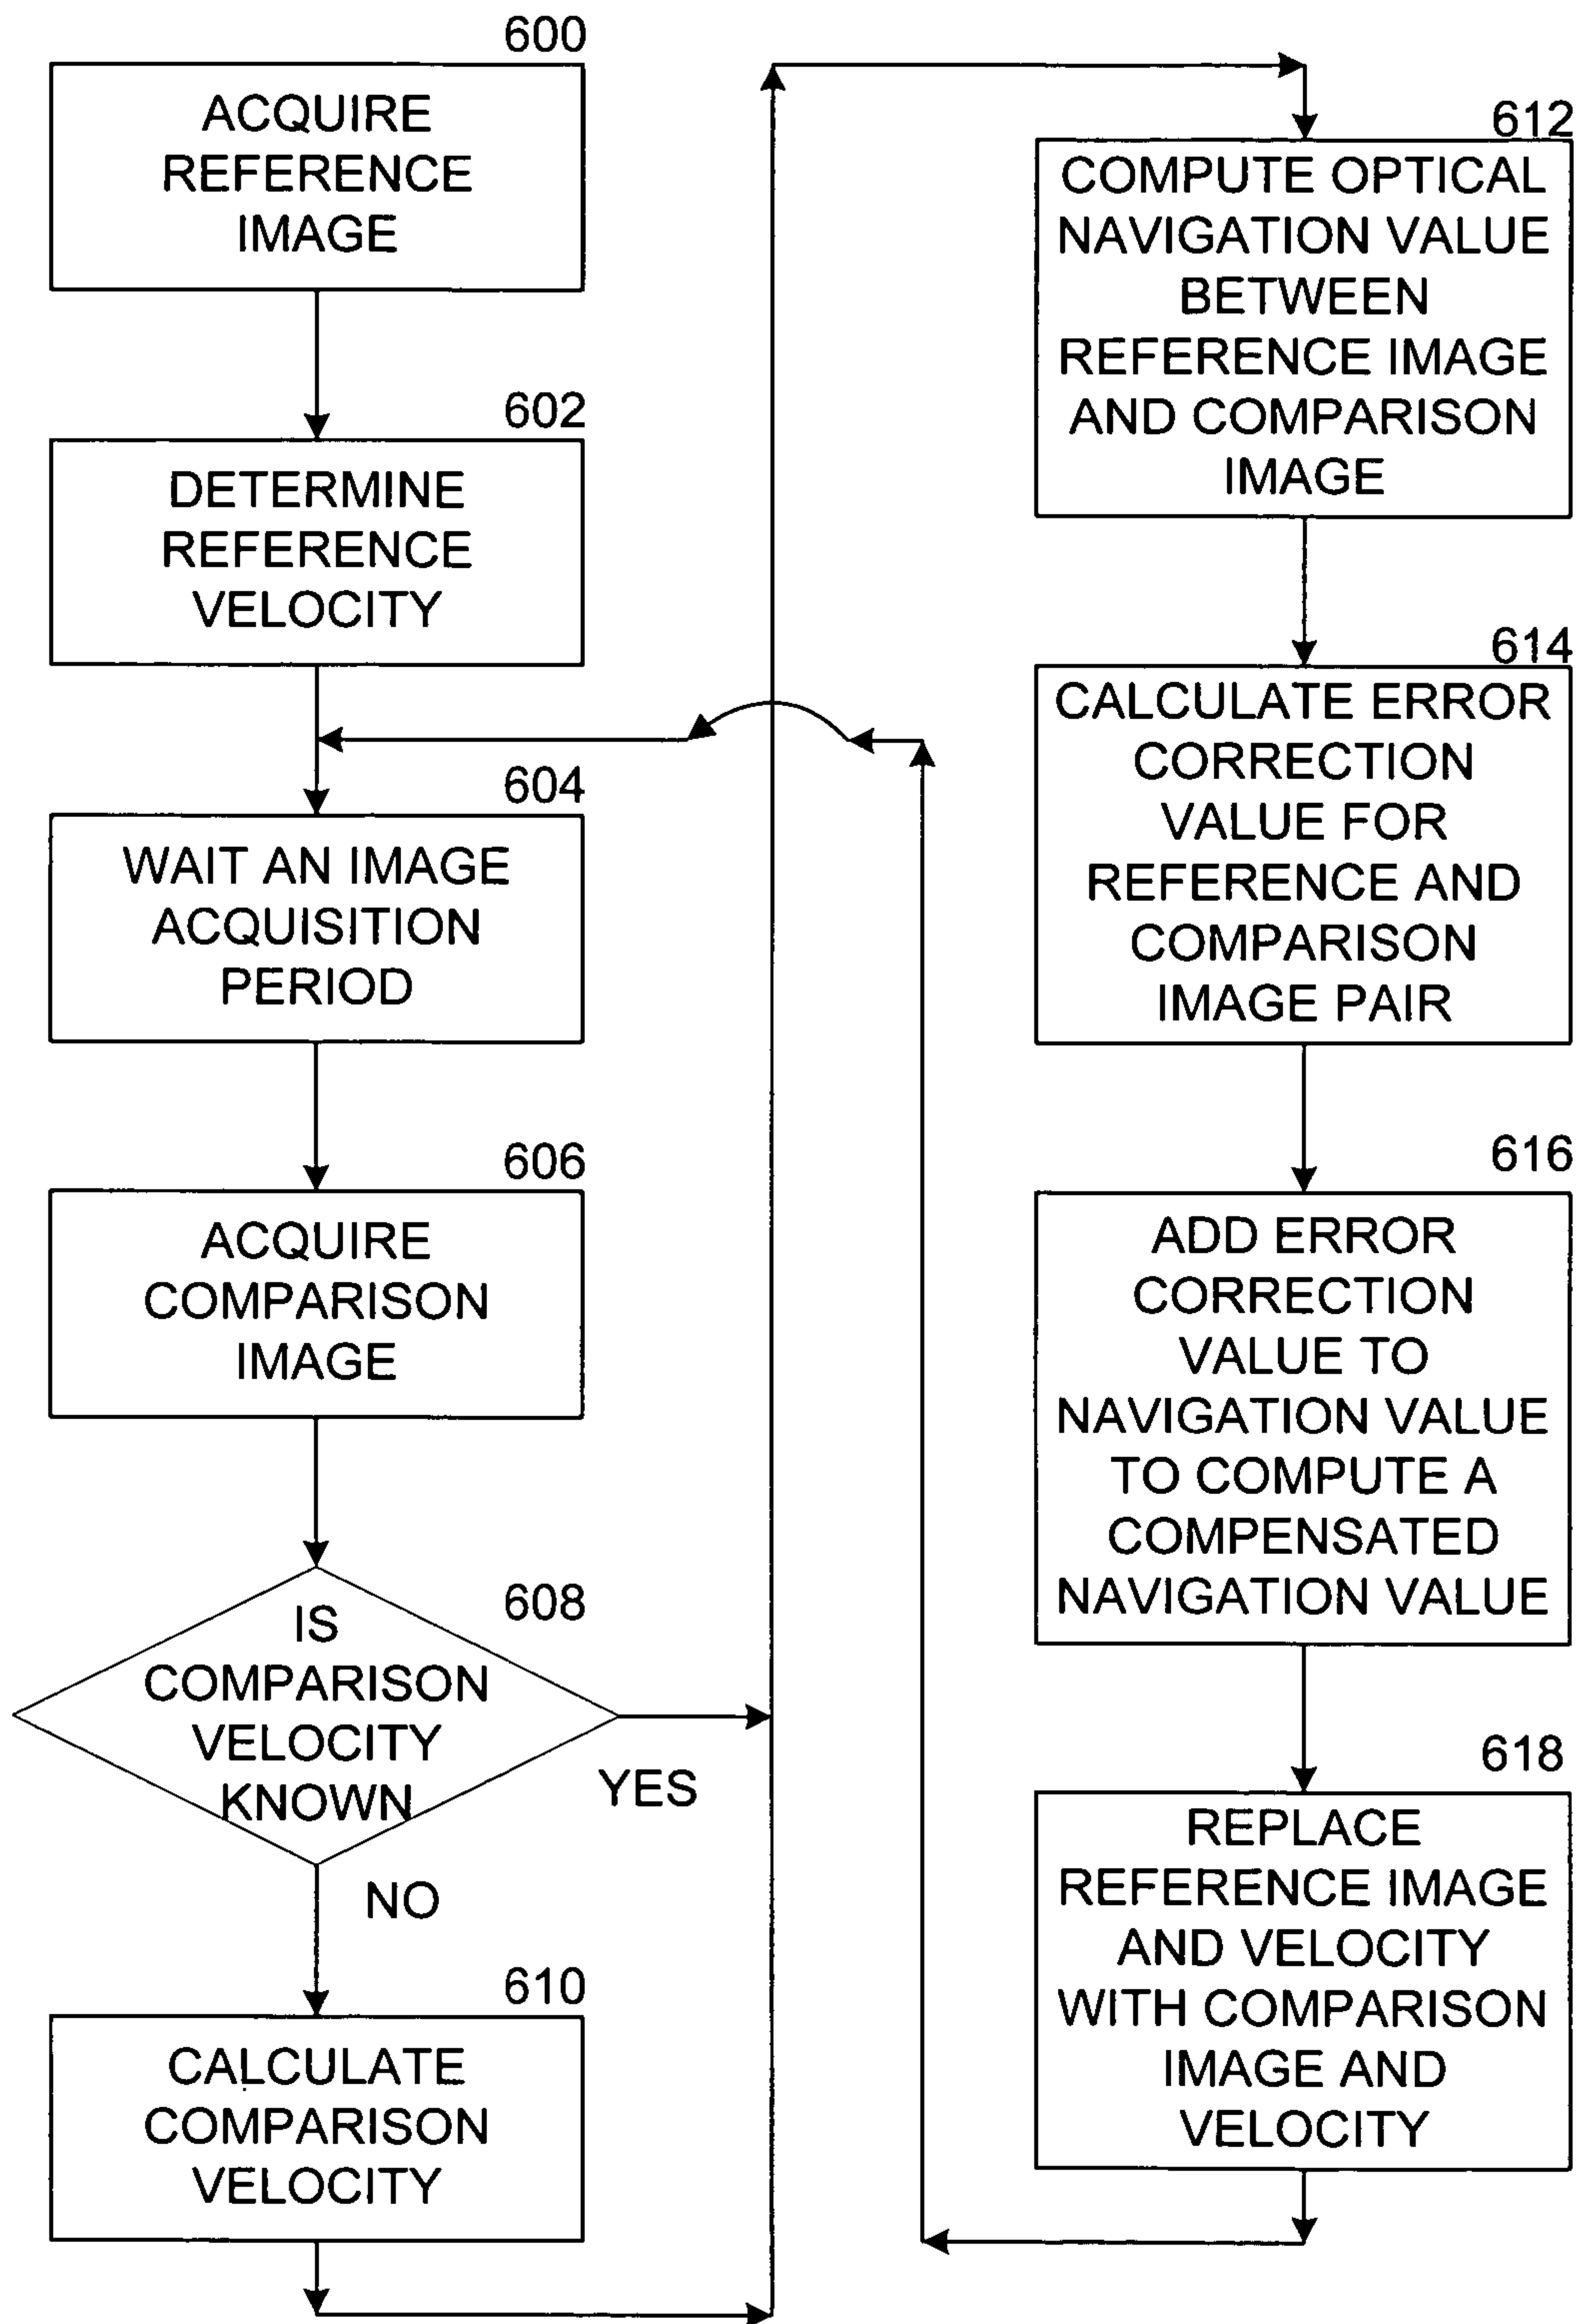 600
ACQUIRE
REFERENCE
IMAGE
602
DETERMINE
REFERENCE
VELOCITY
604
WAIT AN IMAGE
ACQUISITION
PERIOD
606
ACQUIRE
COMPARISON
IMAGE
608
IS
COMPARISON
VELOCITY
KNOWN
YES
NO
610
CALCULATE
COMPARISON
VELOCITY
612
COMPUTE OPTICAL
NAVIGATION VALUE
BETWEEN
REFERENCE IMAGE
AND COMPARISON
IMAGE
614
CALCULATE ERROR
CORRECTION
VALUE FOR
REFERENCE AND
COMPARISON
IMAGE PAIR
616
ADD ERROR
CORRECTION
VALUE TO
NAVIGATION VALUE
TO COMPUTE A
COMPENSATED
NAVIGATION VALUE
618
REPLACE
REFERENCE IMAGE
AND VELOCITY
WITH COMPARISON
IMAGE AND
VELOCITY